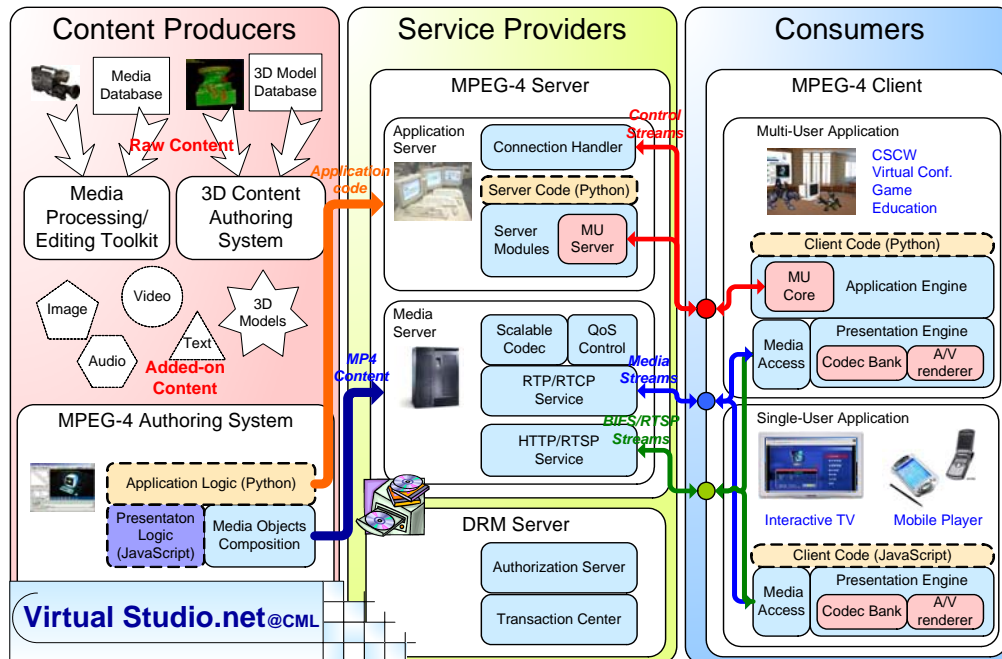 Content Producers
Media
Database
3D Model
Database
Raw Content
Media
Processing/
Editing Toolkit
3D Content
Authoring
System
Image
Video
3D
Models
Audio
Text
Added-on
Content
MPEG-4 Authoring System
Application Logic (Python)
Presentaton
Logic
(JavaScript)
Media Objects
Composition
Virtual Studio.net@CML
Application
code
MP4
Content
Service Providers
MPEG-4 Server
Application
Server
Connection Handler
Server Code (Python)
Server
Modules
MU
Server
Media
Server
Scalable
Codec
QoS
Control
RTP/RTCP
Service
HTTP/RTSP
Service
DRM Server
Authorization Server
Transaction Center
Control
Streams
Media
Streams
BIFS/RTSP
Streams
Consumers
MPEG-4 Client
Multi-User Application
CSCW
Virtual Conf.
Game
Education
Client Code (Python)
MU
Core
Application Engine
Media
Access
Presentation Engine
Codec Bank
A/V
renderer
Single-User Application
Interactive TV
Mobile Player
Client Code (JavaScript)
Media
Access
Presentation Engine
Codec Bank
A/V
renderer